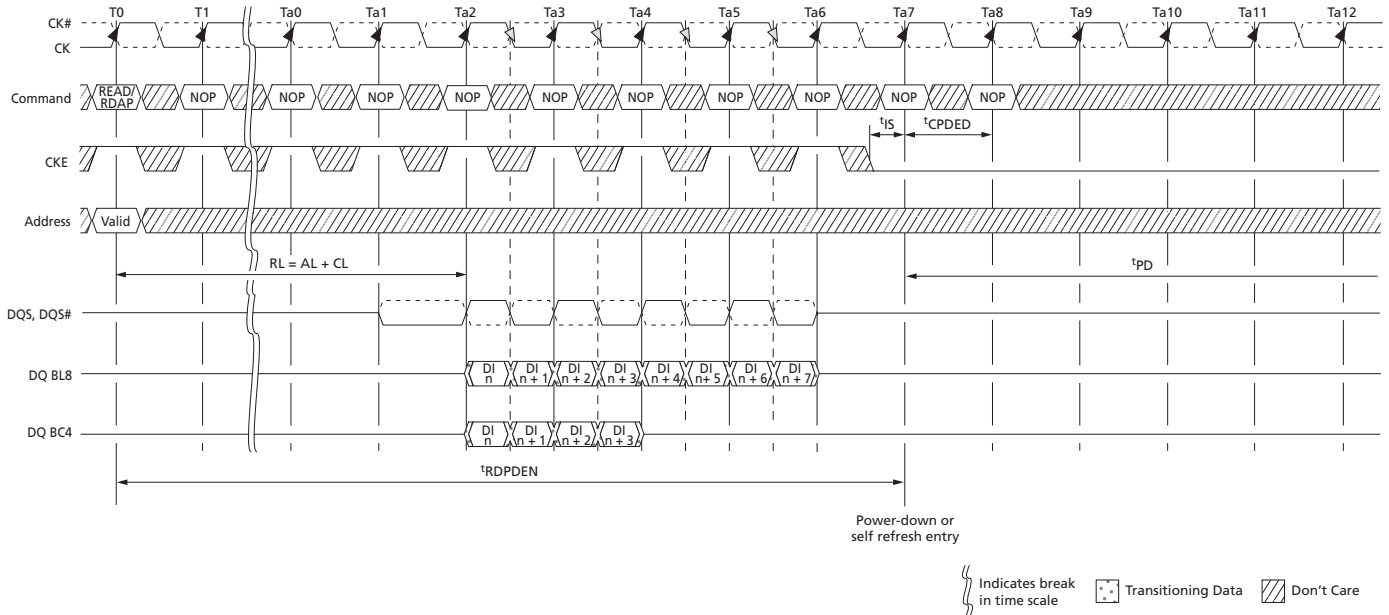 T0 T1 Ta0 Ta1 Ta2 Ta3 Ta4 Ta5 Ta6 Ta7 Ta8 Ta9 Ta10 Ta11 Ta12
CK#
CK
Command READ/ RDAP NOP NOP NOP NOP NOP NOP NOP NOP NOP NOP
tIS tCPDED
CKE
Address Valid
RL = AL + CL tPD
DQS, DQS#
DQ BL8 DI n DI n + 1 DI n + 2 DI n + 3 DI n + 4 DI n + 5 DI n + 6 DI n + 7
DQ BC4 DI n DI n + 1 DI n + 2 DI n + 3
tRDPDEN
Power-down or
self refresh entry
Indicates break
in time scale
Transitioning Data
Don't Care